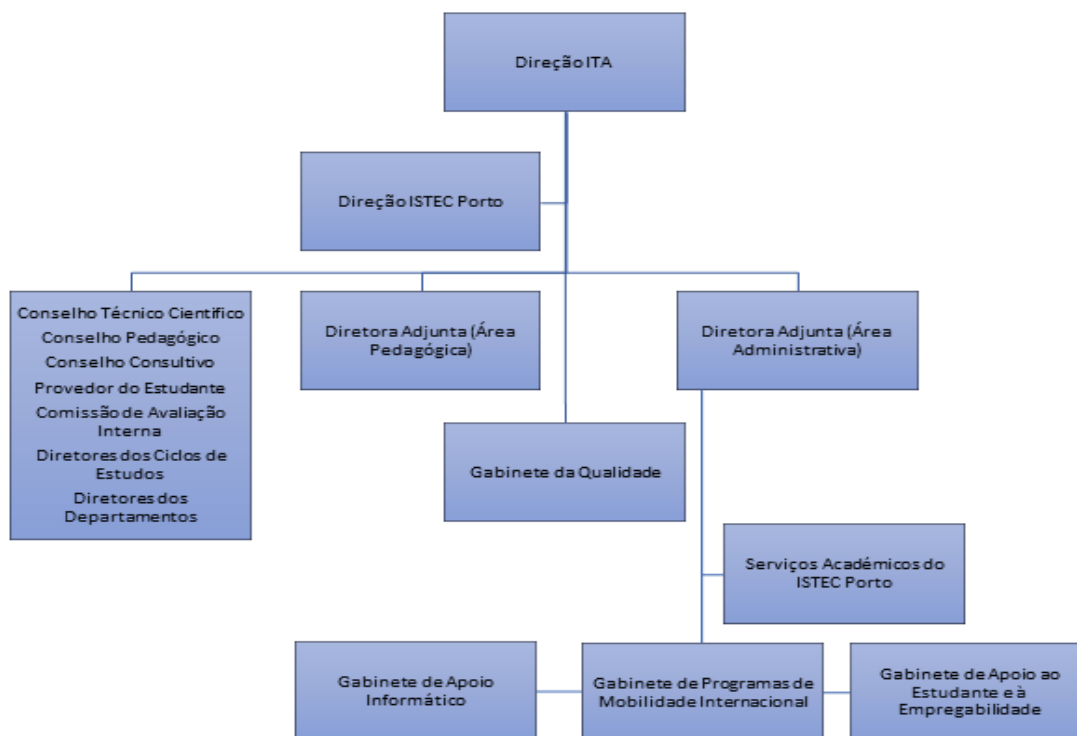 Direção ITA
Direção ISTEC Porto
Conselho Técnico Cientifico
Conselho Pedagógico
Conselho Consultivo
Provedor do Estudante
Comissão de Avaliação
Interna
Diretores dos Ciclos de
Estudos
Diretores dos
Departamentos
Diretora Adjunta (Área
Pedagógica)
Diretora Adjunta (Área
Administrativa)
Gabinete da Qualidade
Serviços Académicos do
ISTEC Porto
Gabinete de Apoio
Informático
Gabinete de Programas de
Mobilidade Internacional
Gabinete de Apoio ao
Estudante e à
Empregabilidade